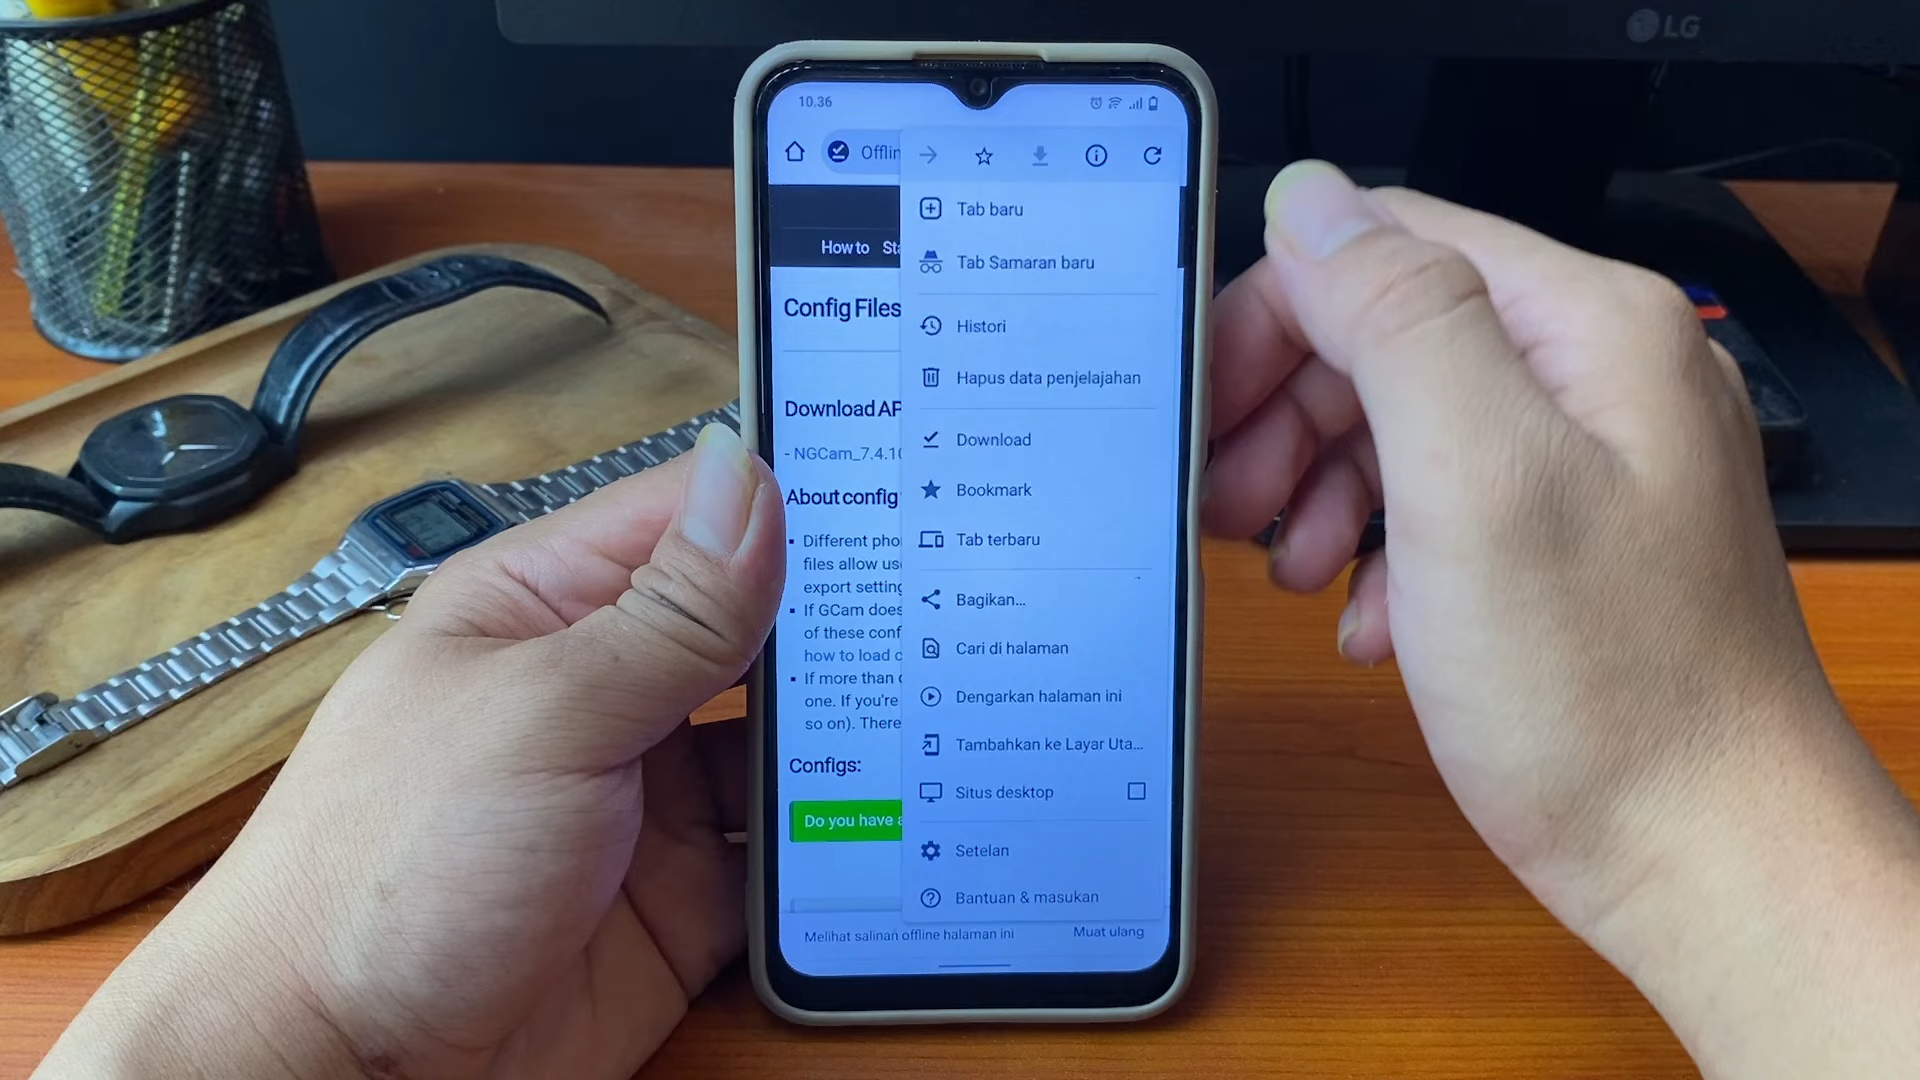 LG
10.36
Offlin
How to Sta
Config Files
Download AP
- NGCam_7.4.10
About config
Different pho
files allow us
export setting
If GCam does
of these conf
how to load c
If more than
one. If you're
so on). There
Configs:
Do you have a
Tab baru
Tab Samaran baru
Histori
Hapus data penjelajahan
Download
Bookmark
Tab terbaru
Bagikan...
Cari di halaman
Dengarkan halaman ini
Tambahkan ke Layar Uta...
Situs desktop
Setelan
Bantuan & masukan
Melihat salinan offline halaman ini
Muat ulang